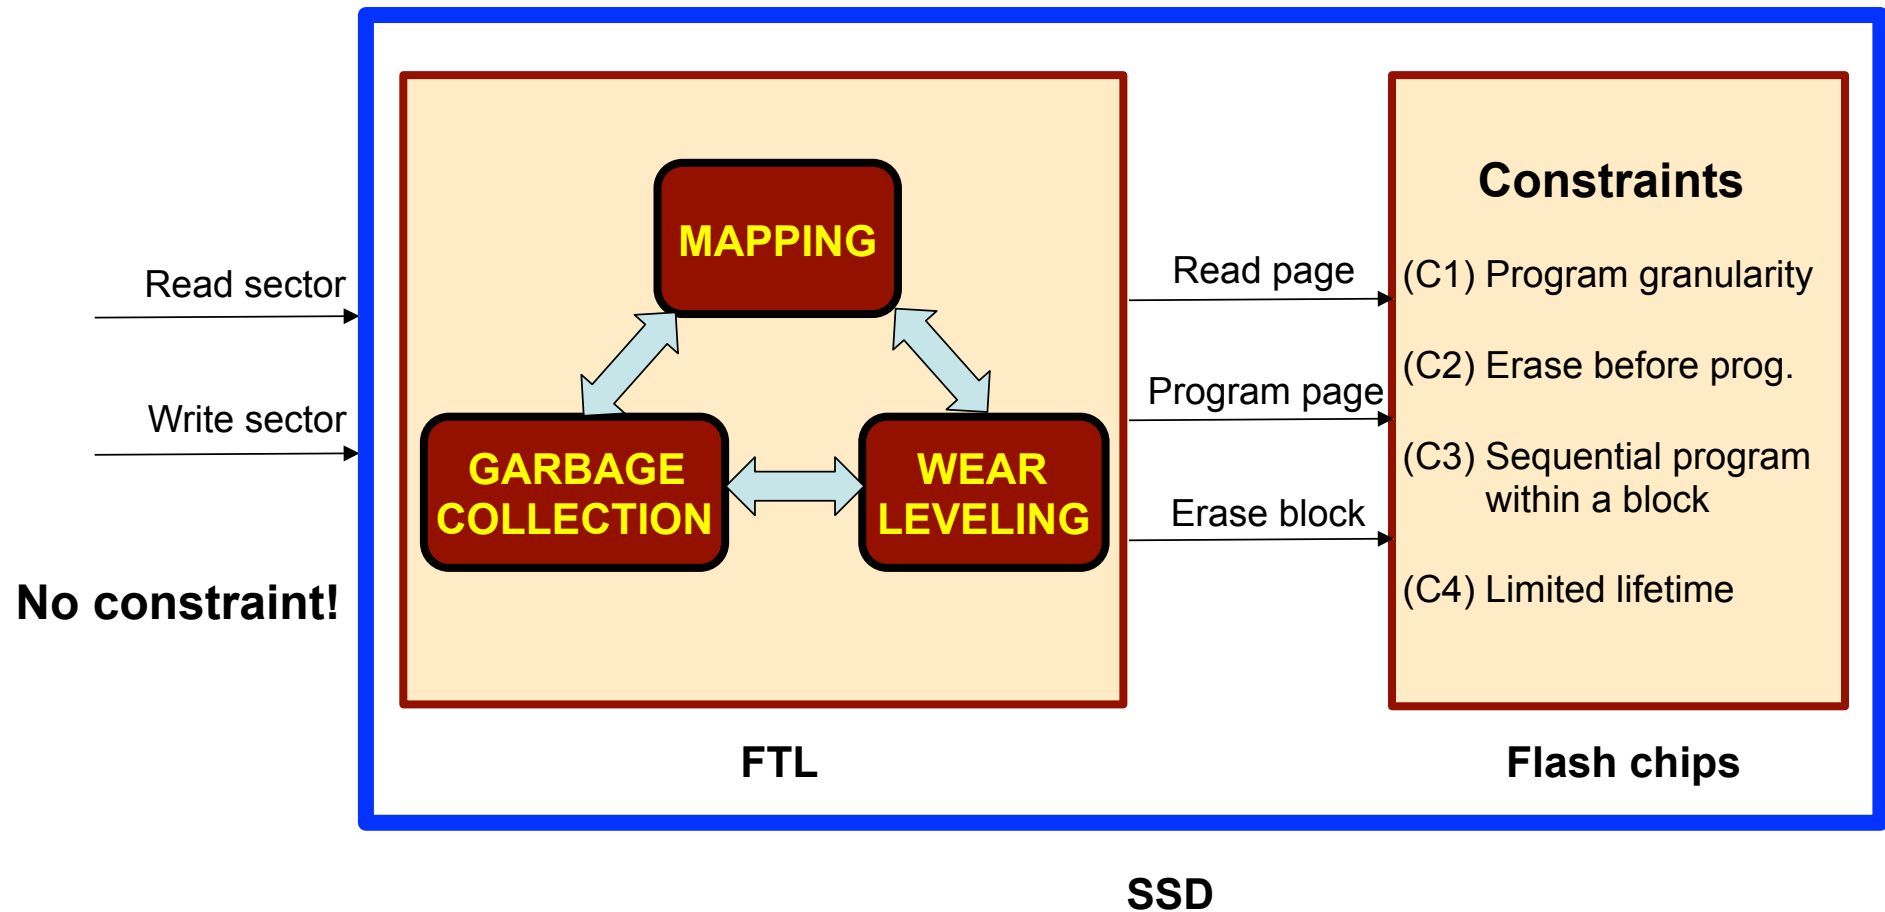 Read sector
Write sector
No constraint!
MAPPING
GARBAGE
COLLECTION
WEAR
LEVELING
FTL
Read page
Program page
Erase block
Constraints
(C1) Program granularity
(C2) Erase before prog.
(C3) Sequential program
within a block
(C4) Limited lifetime
Flash chips
SSD